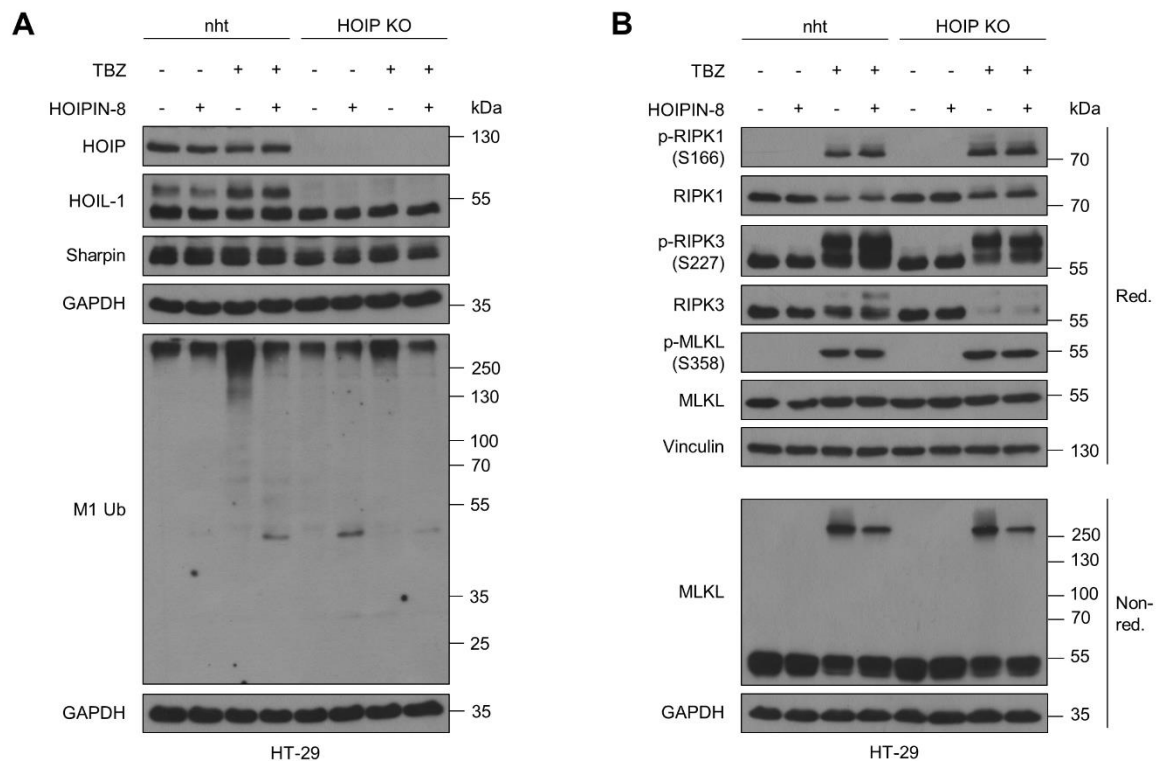 A
nht HOIP KO
TBZ - - + + - - + +
HOIPIN-8 - + - + - + - + kDa
HOIP 130
HOIL-1 55
Sharpin
GAPDH 35
M1 Ub
250
130
100
70
55
35
25
GAPDH 35
HT-29
B
nht HOIP KO
TBZ - - + + - - + +
HOIPIN-8 - + - + - + - + kDa
p-RIPK1
(S166) 70
RIPK1 70
p-RIPK3
(S227) 55
RIPK3 55
p-MLKL
(S358) 55
MLKL 55
Vinculin 130
Red.
MLKL
250
130
100
70
55
Non-
red.
GAPDH 35
HT-29